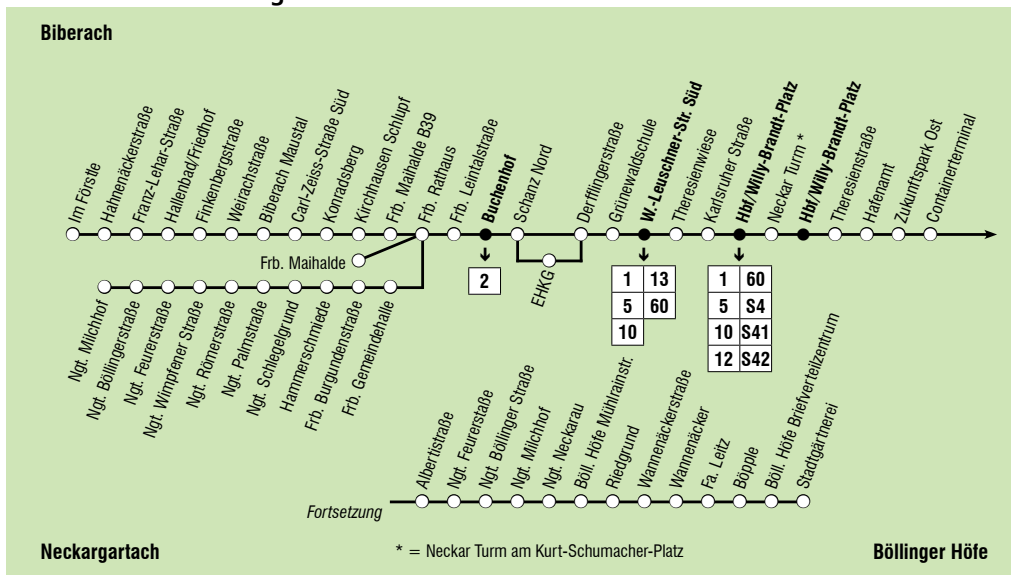 Biberach
Im Förstle
Hahnenäckerstraße
Franz-Lehar-Straße
Hallenbad/Friedhof
Finkenbergstraße
Weirachstraße
Biberach Maustal
Carl-Zeiss-Straße Süd
Konradsberg
Kirchhausen Schlupf
Frb. Maihalde B39
Frb. Rathaus
Frb. Leintalstraße
Buchenhof
Schanz Nord
Derfflingerstraße
Grünewaldschule
W.-Leuschner-Str. Süd
Theresienwiese
Karlsruher Straße
Hbf/Willy-Brandt-Platz
Neckar Turm *
Hbf/Willy-Brandt-Platz
Theresienstraße
Hafenamt
Zukunftspark Ost
Containerterminal
Frb. Maihalde
EHKG
2
1 13
5 60
10
1 60
5 S4
10 S41
12 S42
Ngt. Milchhof
Ngt. Böllingerstraße
Ngt. Feurerstraße
Ngt. Wimpfener Straße
Ngt. Römerstraße
Ngt. Palmstraße
Ngt. Schlegelgrund
Hammerschmiede
Frb. Burgundenstraße
Frb. Gemeindehalle
Fortsetzung
Albertistraße
Ngt. Feurerstaße
Ngt. Böllinger Straße
Ngt. Milchhof
Ngt. Neckarau
Böll. Höfe Mührainstr.
Riedgrund
Wannenäckerstraße
Wannenäcker
Fa. Leitz
Böpple
Böll. Höfe Briefverteilzentrum
Stadtgärtnerei
Neckargartach
* = Neckar Turm am Kurt-Schumacher-Platz
Böllinger Höfe